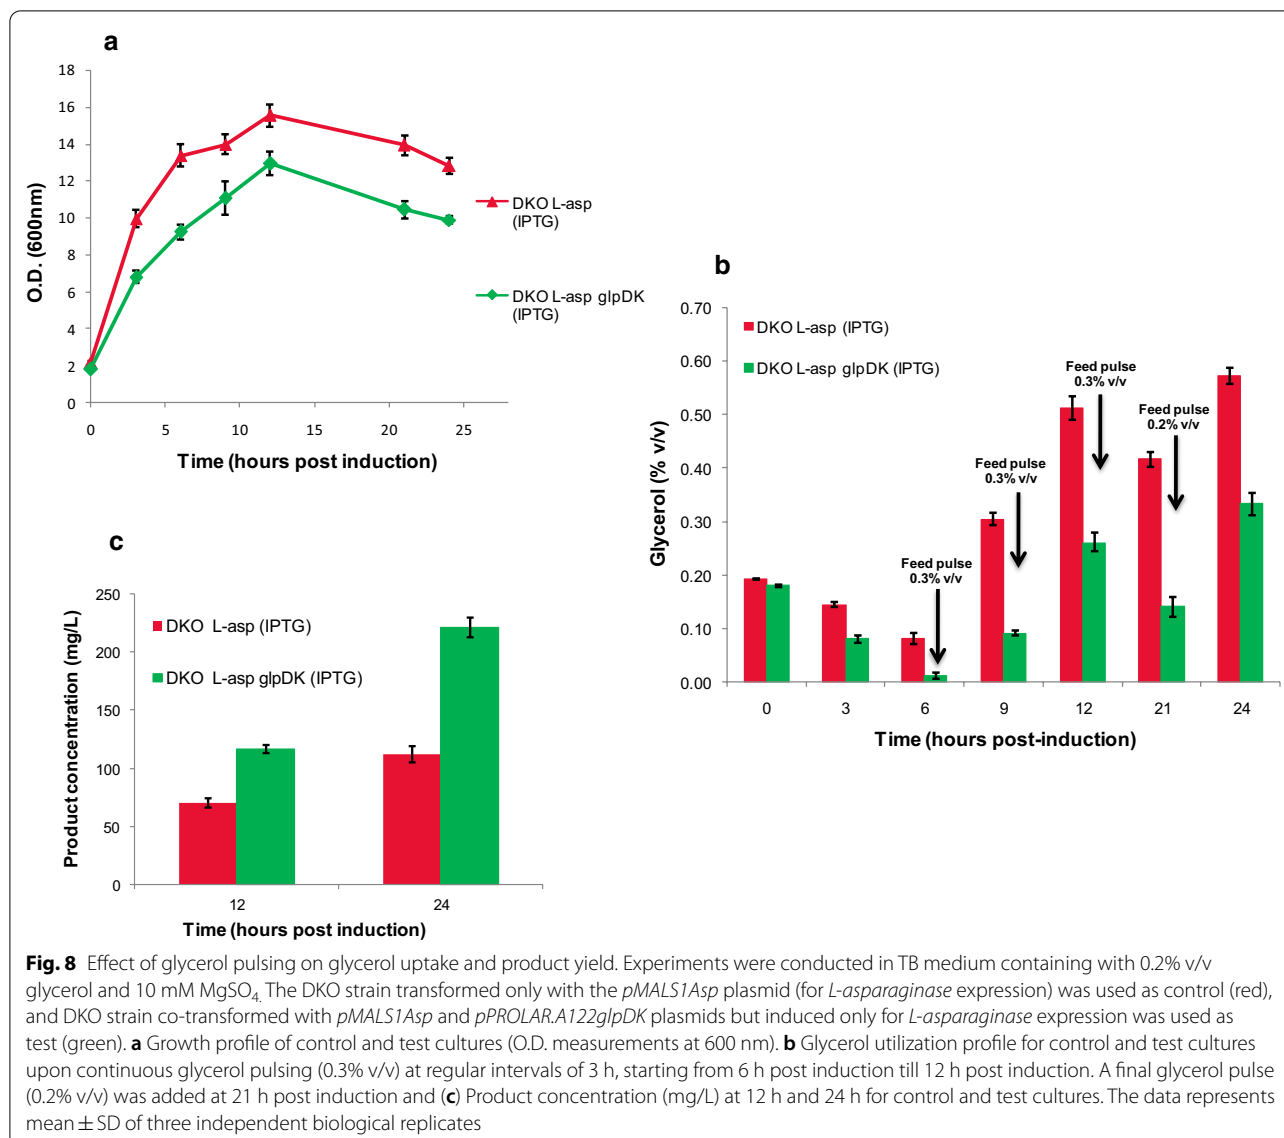 a
18
16
14
12
10
8
6
4
2
0
O.D. (600nm)
0 5 10 15 20 25
Time (hours post induction)
DKO L-asp
(IPTG)
DKO L-asp glpDK
(IPTG)
b
0.70
0.60
0.50
0.40
0.30
0.20
0.10
0.00
Glycerol (% v/v)
DKO L-asp (IPTG)
DKO L-asp glpDK (IPTG)
Feed pulse
0.3% v/v
Feed pulse
0.3% v/v
Feed pulse
0.3% v/v
Feed pulse
0.2% v/v
0 3 6 9 12 21 24
Time (hours post-induction)
c
250
200
150
100
50
0
Product concentration (mg/L)
DKO L-asp (IPTG)
DKO L-asp glpDK (IPTG)
12 24
Time (hours post induction)
Fig. 8 Effect of glycerol pulsing on glycerol uptake and product yield. Experiments were conducted in TB medium containing with 0.2% v/v
glycerol and 10 mM MgSO4. The DKO strain transformed only with the pMALS1Asp plasmid (for L-asparaginase expression) was used as control (red),
and DKO strain co-transformed with pMALS1Asp and pPROLAR.A122glpDK plasmids but induced only for L-asparaginase expression was used as
test (green). a Growth profile of control and test cultures (O.D. measurements at 600 nm). b Glycerol utilization profile for control and test cultures
upon continuous glycerol pulsing (0.3% v/v) at regular intervals of 3 h, starting from 6 h post induction till 12 h post induction. A final glycerol pulse
(0.2% v/v) was added at 21 h post induction and (c) Product concentration (mg/L) at 12 h and 24 h for control and test cultures. The data represents
mean ± SD of three independent biological replicates